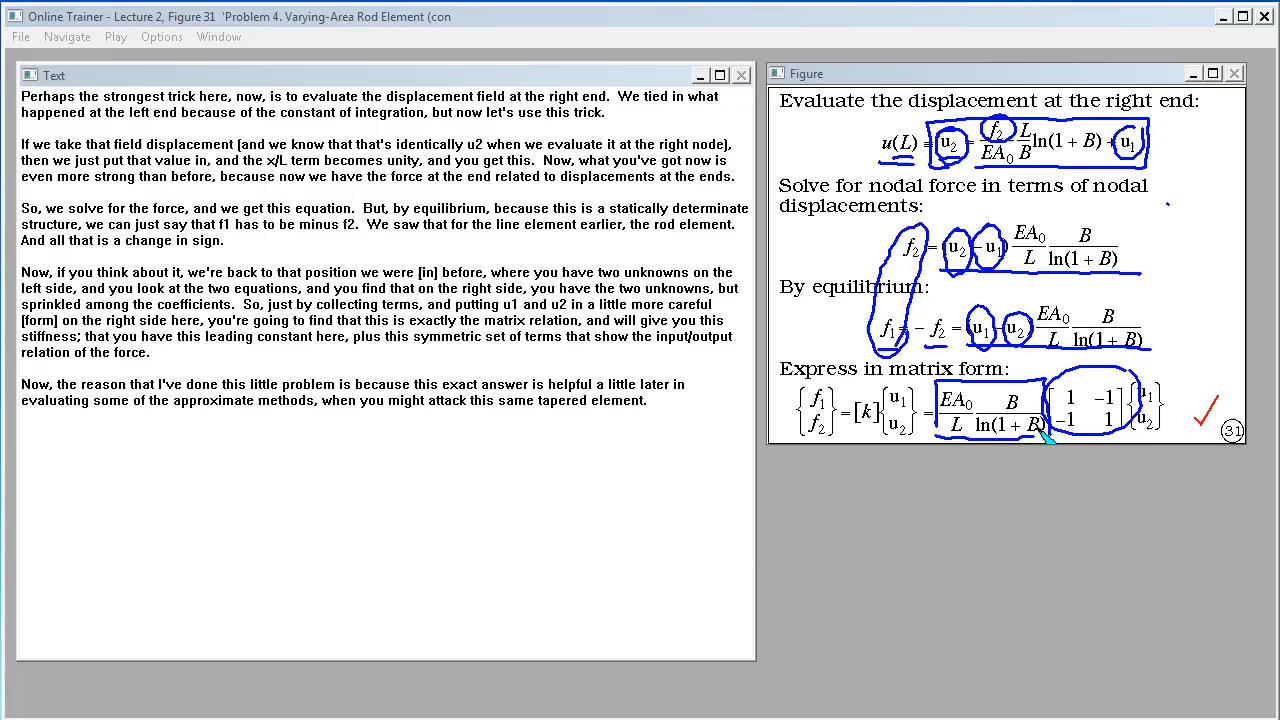 Online Trainer - Lecture 2, Figure 31 'Problem 4. Varying-Area Rod Element (con
File Navigate Play Options Window
Text
Perhaps the strongest trick here, now, is to evaluate the displacement field at the right end. We tied in what
happened at the left end because of the constant of integration, but now let's use this trick.
If we take that field displacement (and we know that that's identically u2 when we evaluate it at the right node),
then we just put that value in, and the x/L term becomes unity, and you get this. Now, what you've got now is
even more strong than before, because now we have the force at the end related to displacements at the ends.
So, we solve for the force, and we get this equation. But, by equilibrium, because this is a statically determinate
structure, we can just say that f1 has to be minus f2. We saw that for the line element earlier, the rod element.
And all that is a change in sign.
Now, if you think about it, we're back to that position we were [in] before, where you have two unknowns on the
left side, and you look at the two equations, and you find that on the right side, you have the two unknowns, but
sprinkled among the coefficients. So, just by collecting terms, and putting u1 and u2 in a little more careful
[form] on the right side here, you're going to find that this is exactly the matrix relation, and will give you this
stiffness; that you have this leading constant here, plus this symmetric set of terms that show the input/output
relation of the force.
Now, the reason that I've done this little problem is because this exact answer is helpful a little later in
evaluating some of the approximate methods, when you might attack this same tapered element.
Figure
Evaluate the displacement at the right end:
u(L) = u₂ = f₂/EA₀ L/B ln(1 + B) + u₁
Solve for nodal force in terms of nodal
displacements:
f₂ = (u₂ − u₁) EA₀/L B/ln(1 + B)
By equilibrium:
f₁ = − f₂ = (u₁ − u₂) EA₀/L B/ln(1 + B)
Express in matrix form:
{f₁ f₂} = [k]{u₁ u₂} = EA₀/L B/ln(1 + B) [1 −1 −1 1]{u₁ u₂}
31